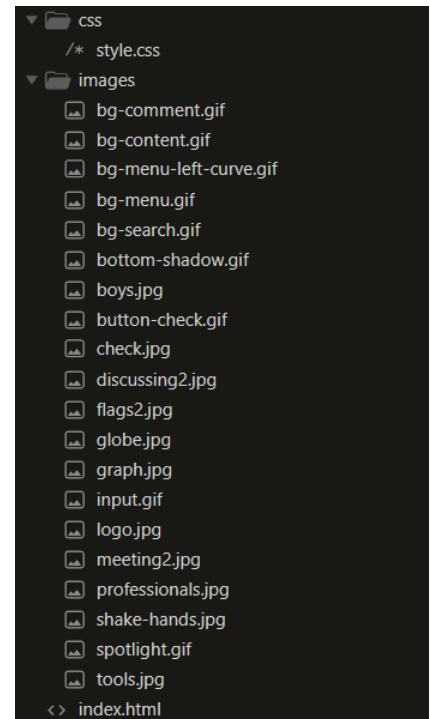 css
/* style.css
images
bg-comment.gif
bg-content.gif
bg-menu-left-curve.gif
bg-menu.gif
bg-search.gif
bottom-shadow.gif
boys.jpg
button-check.gif
check.jpg
discussing2.jpg
flags2.jpg
globe.jpg
graph.jpg
input.gif
logo.jpg
meeting2.jpg
professionals.jpg
shake-hands.jpg
spotlight.gif
tools.jpg
<> index.html